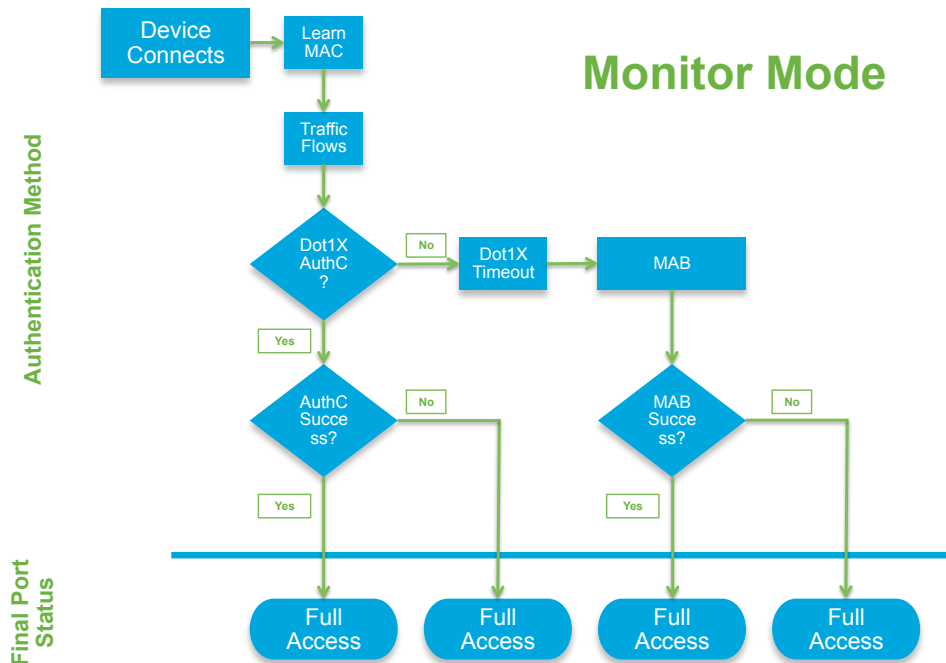 Device
Connects
Learn
MAC
Monitor Mode
Traffic
Flows
Authentication Method
Dot1X
AuthC
?
No
Dot1X
Timeout
MAB
Yes
AuthC
Succe
ss?
No
MAB
Succe
ss?
No
Yes
Yes
Final Port
Status
Full
Access
Full
Access
Full
Access
Full
Access